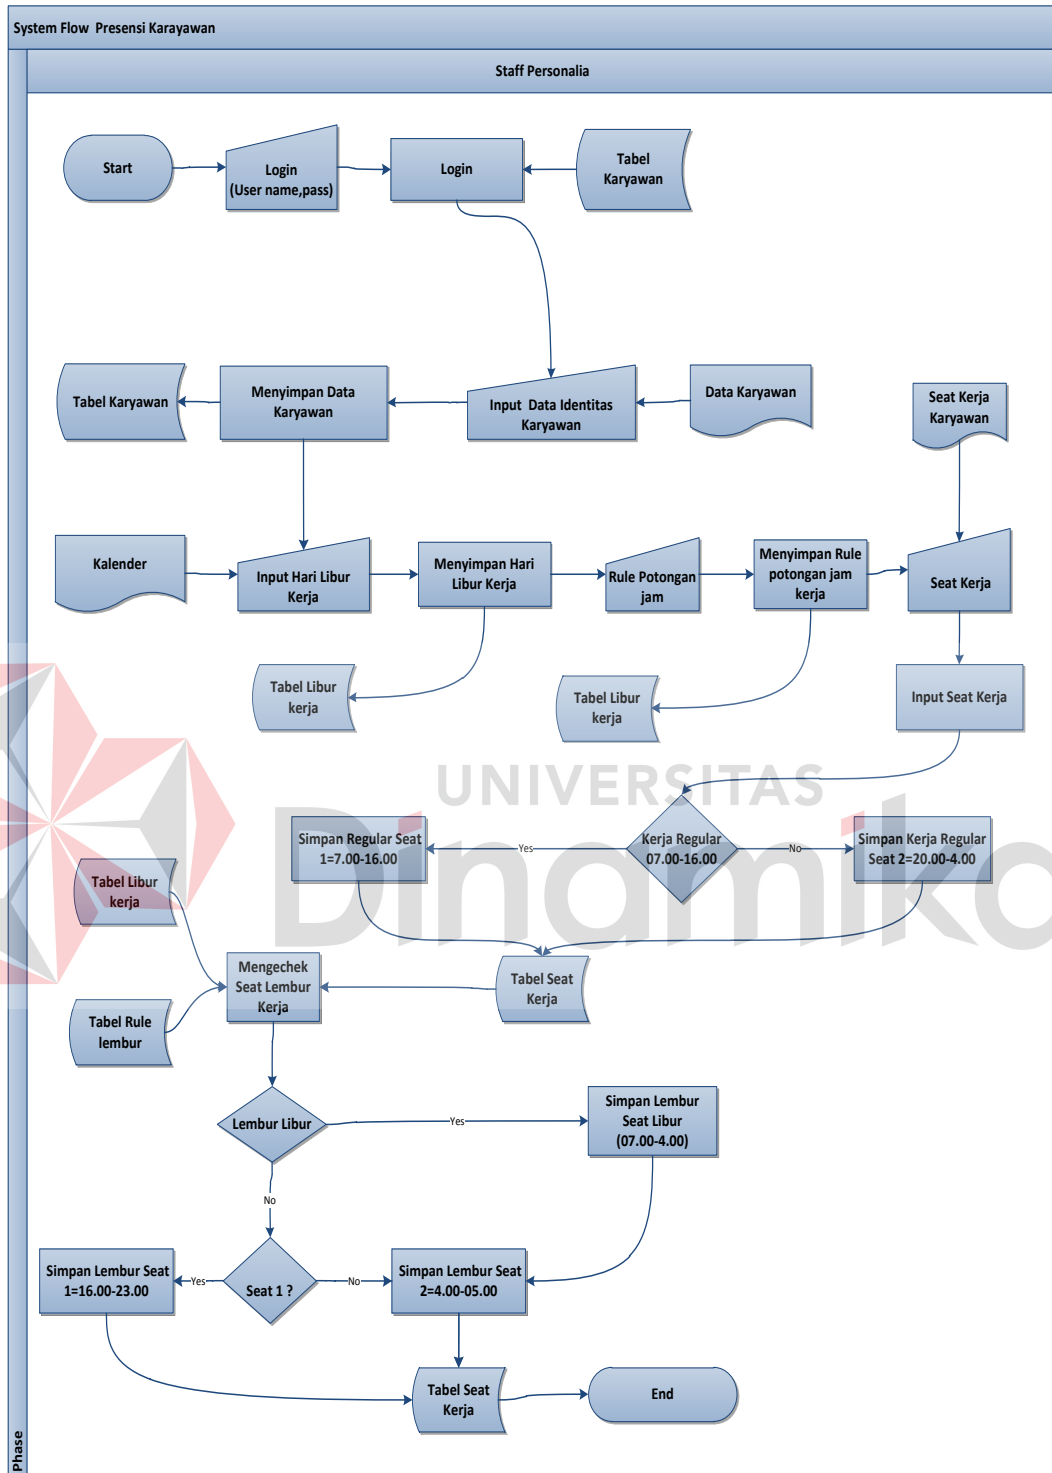 System Flow  Presensi Karayawan
Staff Personalia
Start
Login
(User name,pass)
Login
Tabel
Karyawan
Tabel Karyawan
Menyimpan Data
Karyawan
Input  Data Identitas
Karyawan
Data Karyawan
Seat Kerja
Karyawan
Kalender
Input Hari Libur
Kerja
Menyimpan Hari
Libur Kerja
Rule Potongan
jam
Menyimpan Rule
potongan jam
kerja
Seat Kerja
Tabel Libur
kerja
Tabel Libur
kerja
Input Seat Kerja
UNIVERSITAS
Dinamika
Simpan Regular Seat
1=7.00-16.00
Yes
Kerja Regular
07.00-16.00
No
Simpan Kerja Regular
Seat 2=20.00-4.00
Tabel Libur
kerja
Mengechek
Seat Lembur
Kerja
Tabel Seat
Kerja
Tabel Rule
lembur
Lembur Libur
Yes
Simpan Lembur
Seat Libur
(07.00-4.00)
No
Simpan Lembur Seat
1=16.00-23.00
Yes
Seat 1 ?
No
Simpan Lembur Seat
2=4.00-05.00
Tabel Seat
Kerja
End
Phase